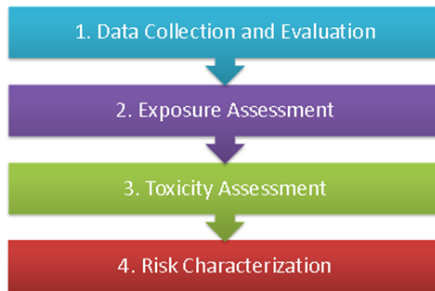 1. Data Collection and Evaluation
2. Exposure Assessment
3. Toxicity Assessment
4. Risk Characterization